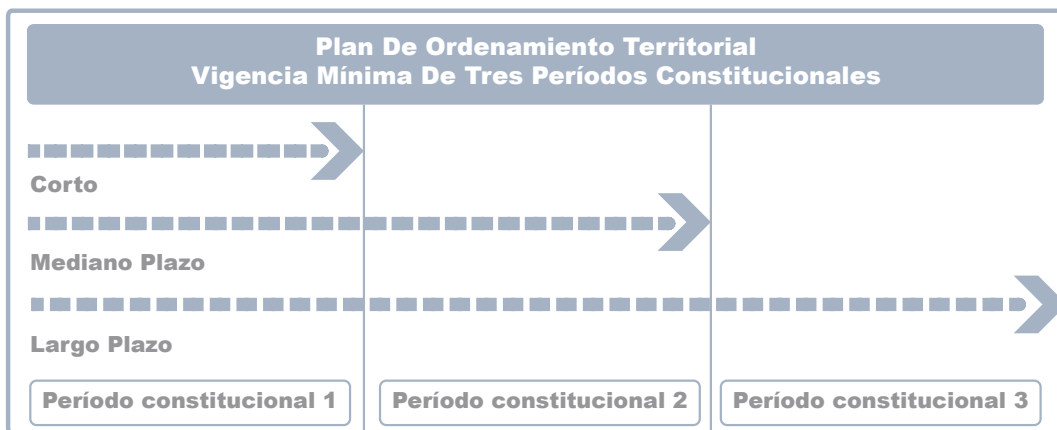 Plan De Ordenamiento Territorial
Vigencia Mínima De Tres Períodos Constitucionales
Corto
Mediano Plazo
Largo Plazo
Período constitucional 1
Período constitucional 2
Período constitucional 3